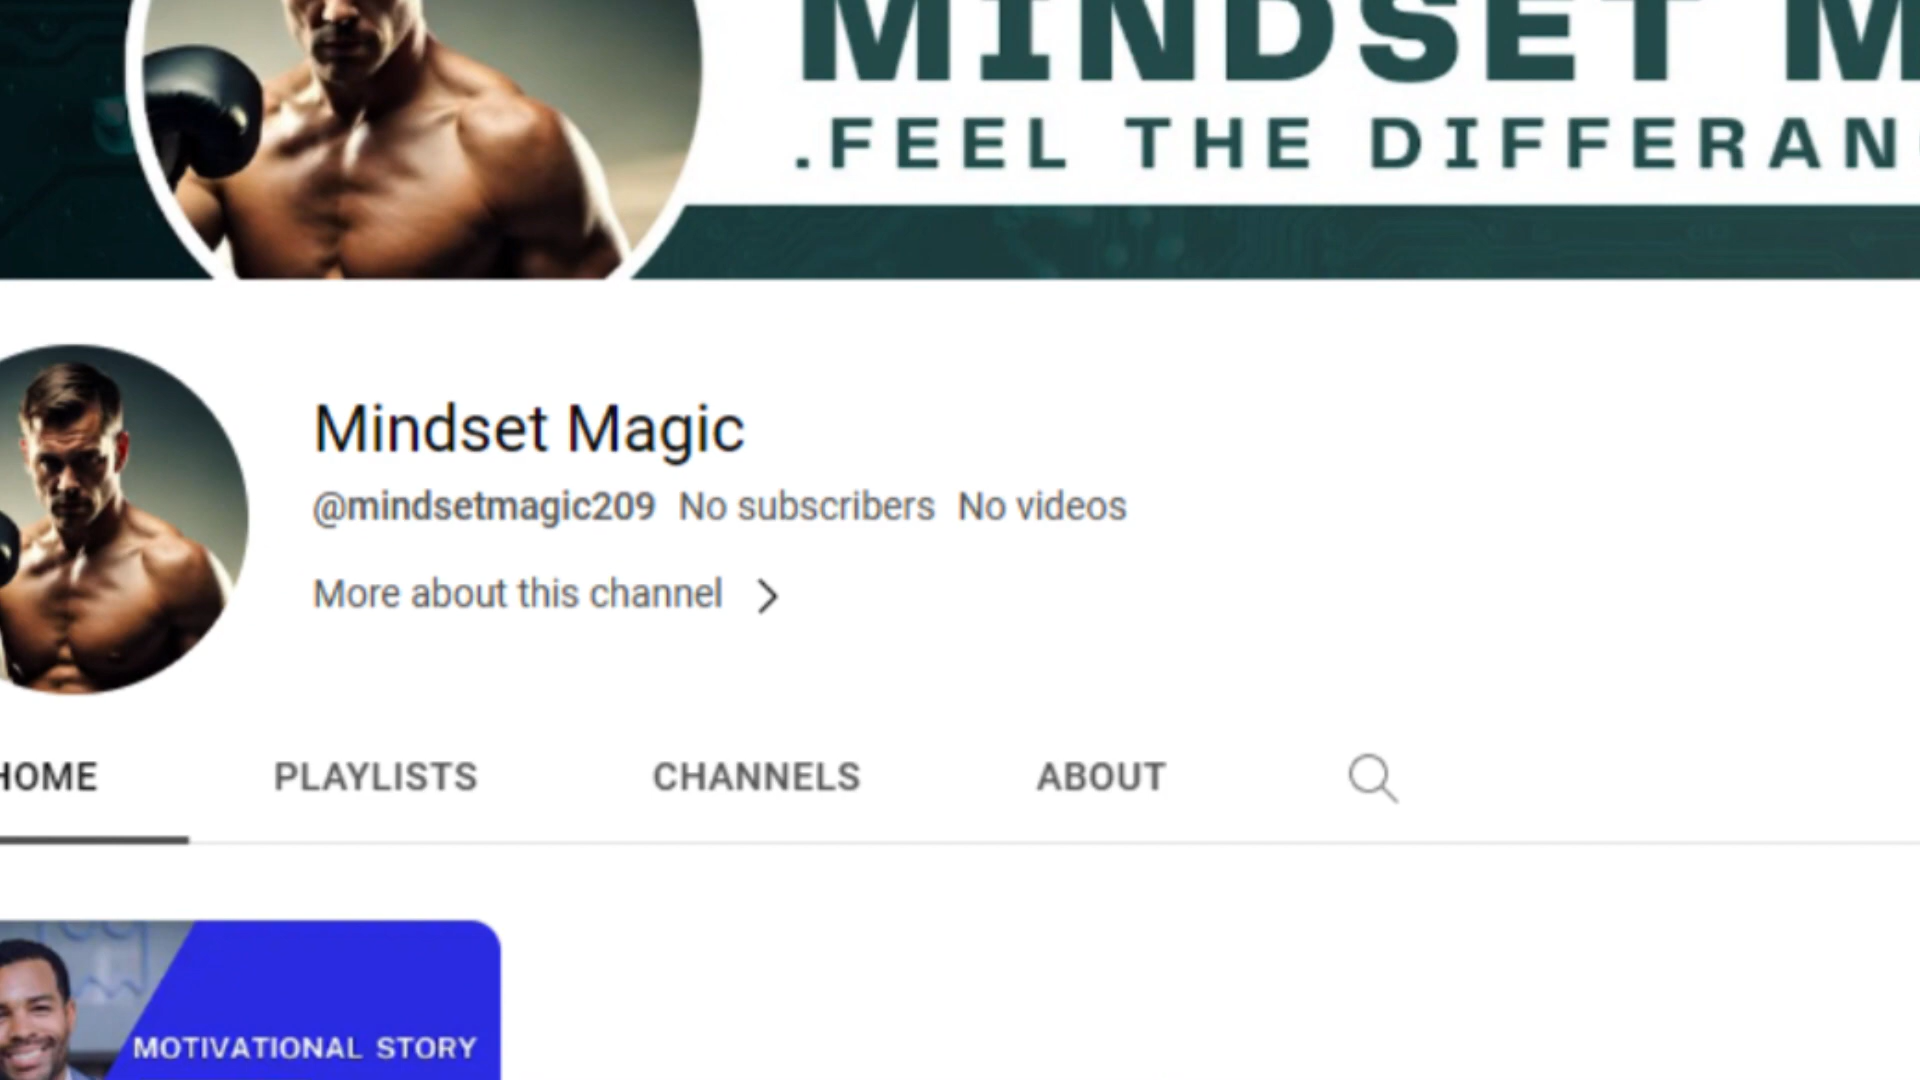 MINDSET M
.FEEL THE DIFFERAN
Mindset Magic
@mindsetmagic209 No subscribers No videos
More about this channel
HOME PLAYLISTS CHANNELS ABOUT
MOTIVATIONAL STORY